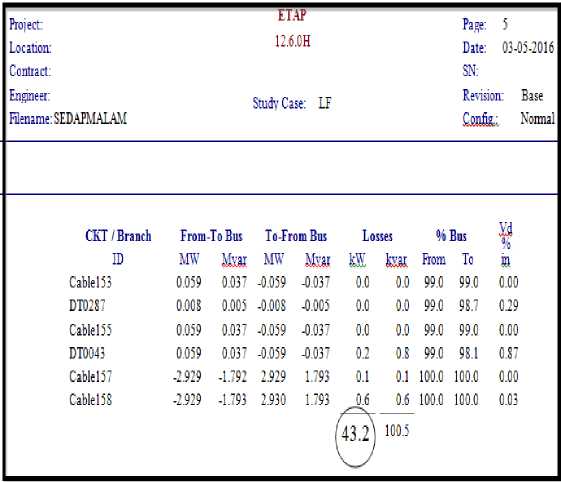 Project: ETAP Page: 5
Location: 12.6.0H Date: 03-05-2016
Contract: SN:
Engineer: Study Case: LF Revision: Base
Filename: SEDAPMALAM Config.: Normal
CKT / Branch From-To Bus To-From Bus Losses % Bus Vd % in
ID MW Mvar MW Mvar kW kvar From To
Cable153 0.059 0.037 -0.059 -0.037 0.0 0.0 99.0 99.0 0.00
DT0287 0.008 0.005 -0.008 -0.005 0.0 0.0 99.0 98.7 0.29
Cable155 0.059 0.037 -0.059 -0.037 0.0 0.0 99.0 99.0 0.00
DT0043 0.059 0.037 -0.059 -0.037 0.2 0.8 99.0 98.1 0.87
Cable157 -2.929 -1.792 2.929 1.793 0.1 0.1 100.0 100.0 0.00
Cable158 -2.929 -1.793 2.930 1.793 0.6 0.6 100.0 100.0 0.03
43.2 100.5